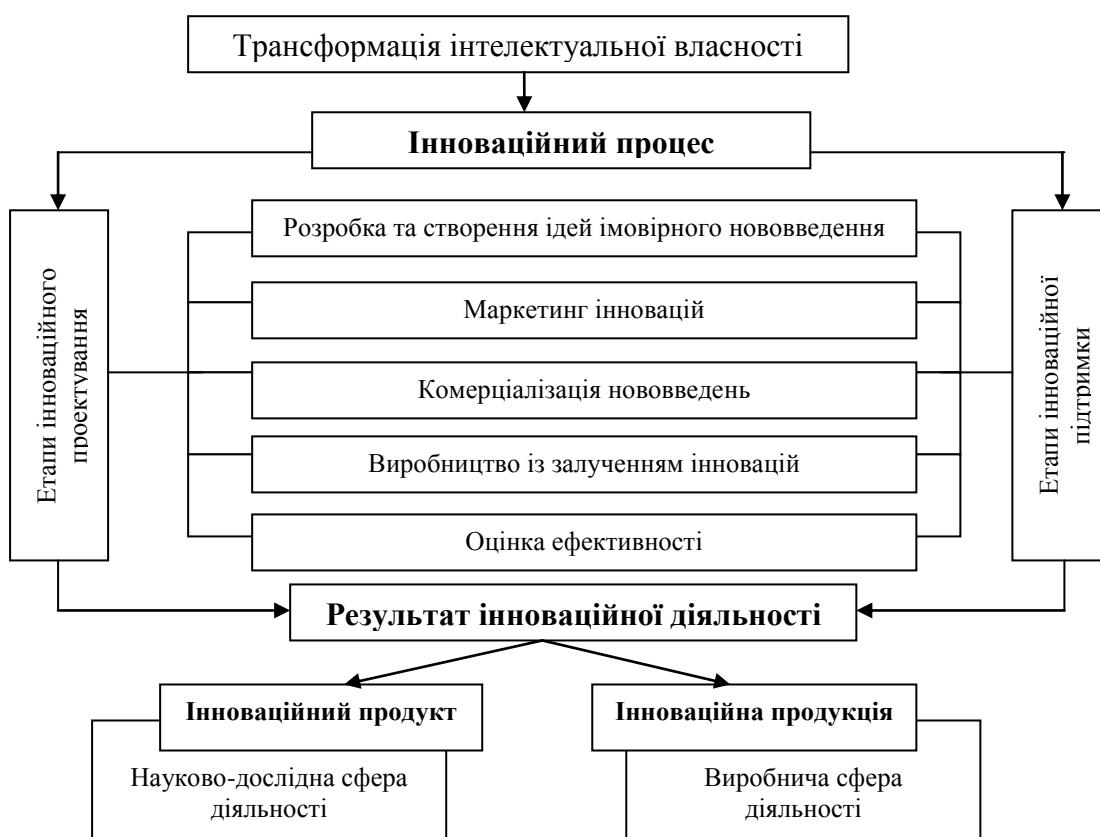 Трансформація інтелектуальної власності
Інноваційний процес
Етапи інноваційного
проектування
Розробка та створення ідей імовірного нововведення
Маркетинг інновацій
Комерціалізація нововведень
Виробництво із залученням інновацій
Оцінка ефективності
Етапи інноваційної
підтримки
Результат інноваційної діяльності
Інноваційний продукт
Інноваційна продукція
Науково-дослідна сфера
діяльності
Виробнича сфера
діяльності